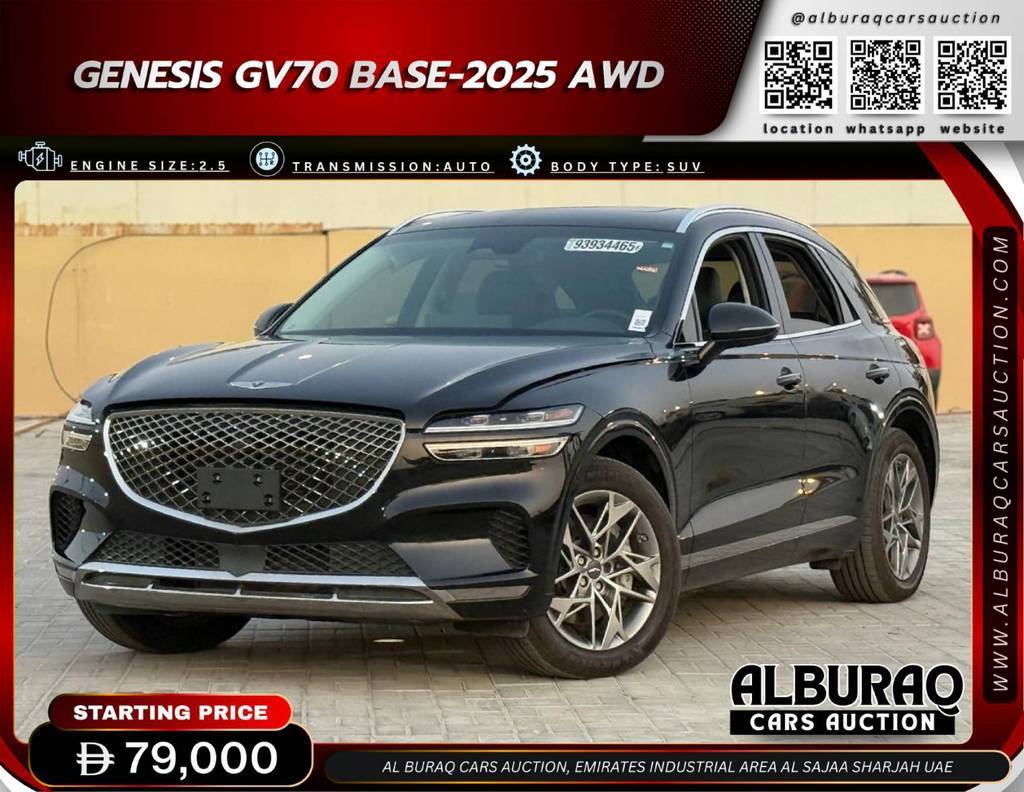 @alburaqcarsauction
GENESIS GV70 BASE-2025 AWD
location whatsapp website
ENGINE SIZE:2.5 TRANSMISSION:AUTO BODY TYPE: SUV
93934465
WWW.ALBURAQCARSAUCTION.COM
ALBURAQ
CARS AUCTION
STARTING PRICE
79,000
AL BURAQ CARS AUCTION, EMIRATES INDUSTRIAL AREA AL SAJAA SHARJAH UAE